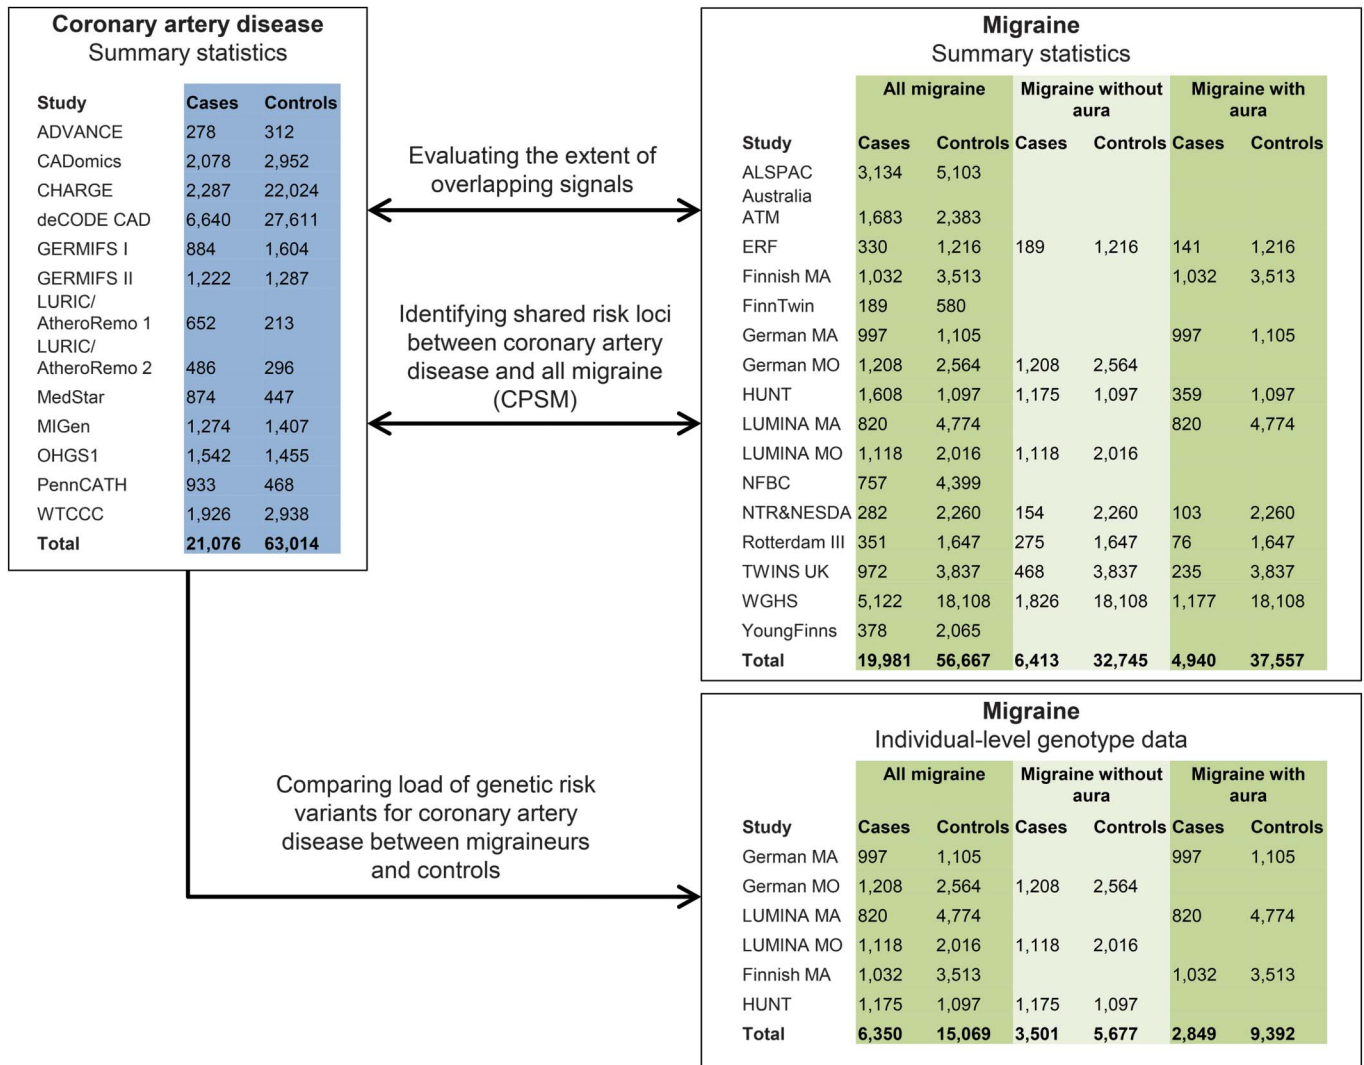 Coronary artery disease
Summary statistics
Study Cases Controls
ADVANCE 278 312
CADomics 2,078 2,952
CHARGE 2,287 22,024
deCODE CAD 6,640 27,611
GERMIFS I 884 1,604
GERMIFS II 1,222 1,287
LURIC/
AtheroRemo 1 652 213
LURIC/
AtheroRemo 2 486 296
MedStar 874 447
MIGen 1,274 1,407
OHGS1 1,542 1,455
PennCATH 933 468
WTCCC 1,926 2,938
Total 21,076 63,014
Evaluating the extent of
overlapping signals
Identifying shared risk loci
between coronary artery
disease and all migraine
(CPSM)
Migraine
Summary statistics
All migraine Migraine without Migraine with
aura aura
Study Cases Controls Cases Controls Cases Controls
ALSPAC 3,134 5,103
Australia
ATM 1,683 2,383
ERF 330 1,216 189 1,216 141 1,216
Finnish MA 1,032 3,513 1,032 3,513
FinnTwin 189 580
German MA 997 1,105 997 1,105
German MO 1,208 2,564 1,208 2,564
HUNT 1,608 1,097 1,175 1,097 359 1,097
LUMINA MA 820 4,774 820 4,774
LUMINA MO 1,118 2,016 1,118 2,016
NFBC 757 4,399
NTR&NESDA 282 2,260 154 2,260 103 2,260
Rotterdam III 351 1,647 275 1,647 76 1,647
TWINS UK 972 3,837 468 3,837 235 3,837
WGHS 5,122 18,108 1,826 18,108 1,177 18,108
YoungFinns 378 2,065
Total 19,981 56,667 6,413 32,745 4,940 37,557
Comparing load of genetic risk
variants for coronary artery
disease between migraineurs
and controls
Migraine
Individual-level genotype data
All migraine Migraine without Migraine with
aura aura
Study Cases Controls Cases Controls Cases Controls
German MA 997 1,105 997 1,105
German MO 1,208 2,564 1,208 2,564
LUMINA MA 820 4,774 820 4,774
LUMINA MO 1,118 2,016 1,118 2,016
Finnish MA 1,032 3,513 1,032 3,513
HUNT 1,175 1,097 1,175 1,097
Total 6,350 15,069 3,501 5,677 2,849 9,392